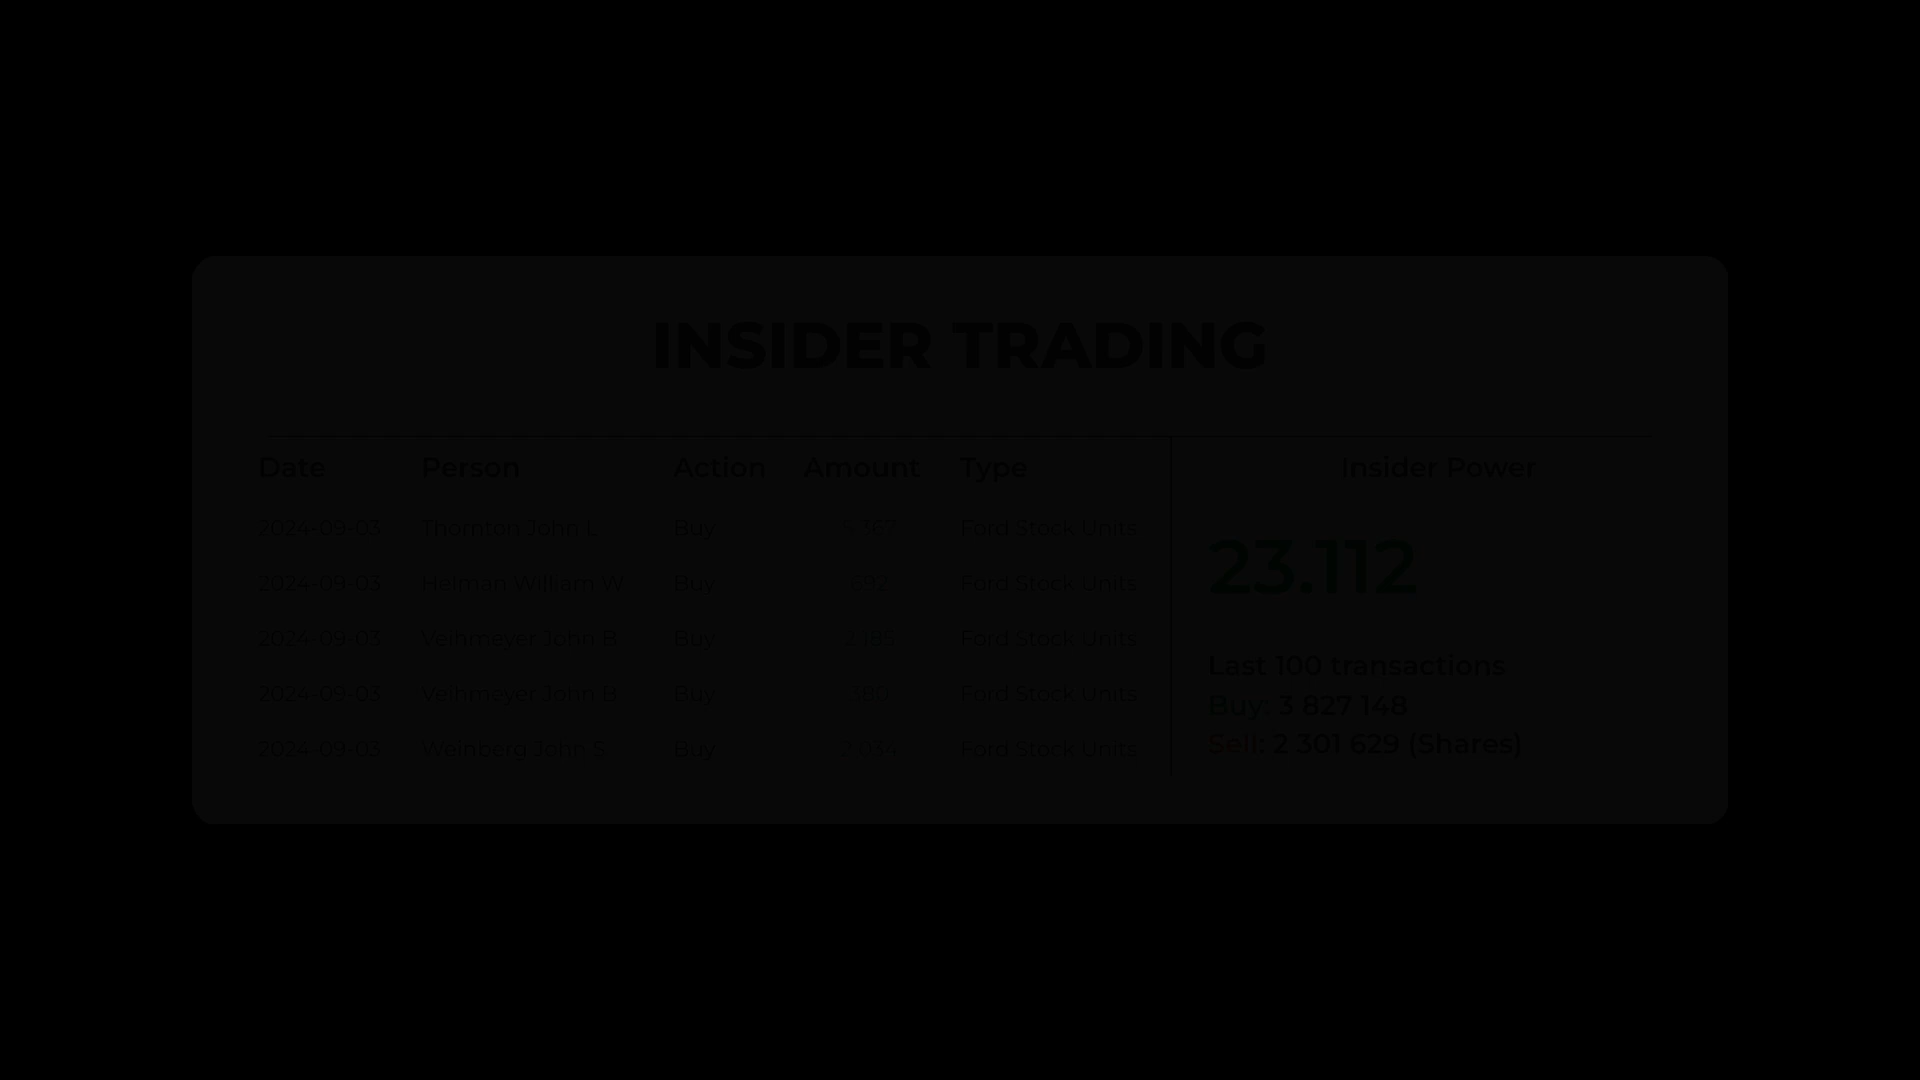 INSIDER TRADING
Date Person Action Amount Type
2024-09-03 Thornton John L Buy Ford Stock Units
2024-09-03 Helman William W Buy 692 Ford Stock Units
2024-09-03 Veihmeyer John B Buy Ford Stock Units
2024-09-03 Veihmeyer John B Buy 380 Ford Stock Units
2024-09-03 Weinberg John S. Buy Ford Stock Units
Insider Power
23.112
Last 100 transactions
Buy: 3 827 148
Sell: 2 301 629 (Shares)